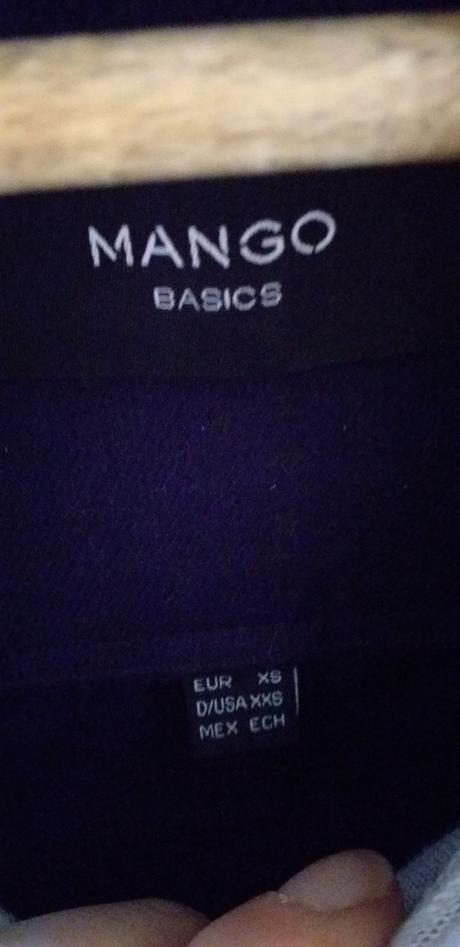 MANGO
BASICS
EUR XS
D/USA XXS
MEX ECH